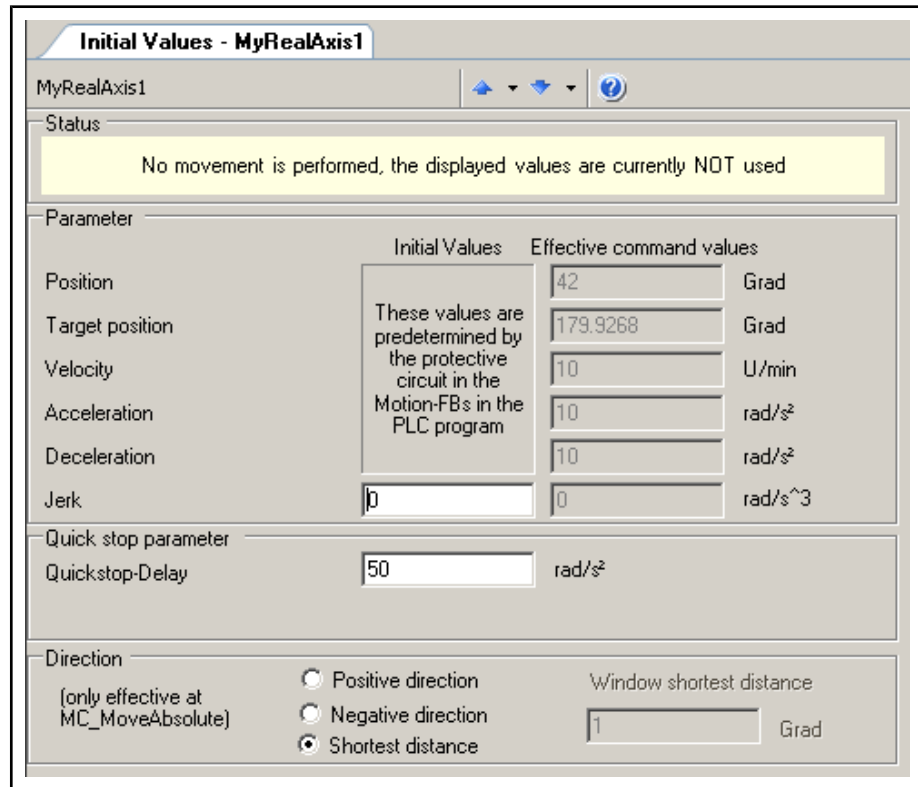 Initial Values - MyRealAxis1
MyRealAxis1
Status
No movement is performed, the displayed values are currently NOT used
Parameter
Initial Values Effective command values
Position 42 Grad
Target position 179.9268 Grad
Velocity 10 U/min
Acceleration 10 rad/s²
Deceleration 10 rad/s²
These values are
predetermined by
the protective
circuit in the
Motion-FBs in the
PLC program
Jerk 0 0 rad/s^3
Quick stop parameter
Quickstop-Delay 50 rad/s²
Direction
(only effective at
MC_MoveAbsolute)
Positive direction
Negative direction
Shortest distance
Window shortest distance
1 Grad